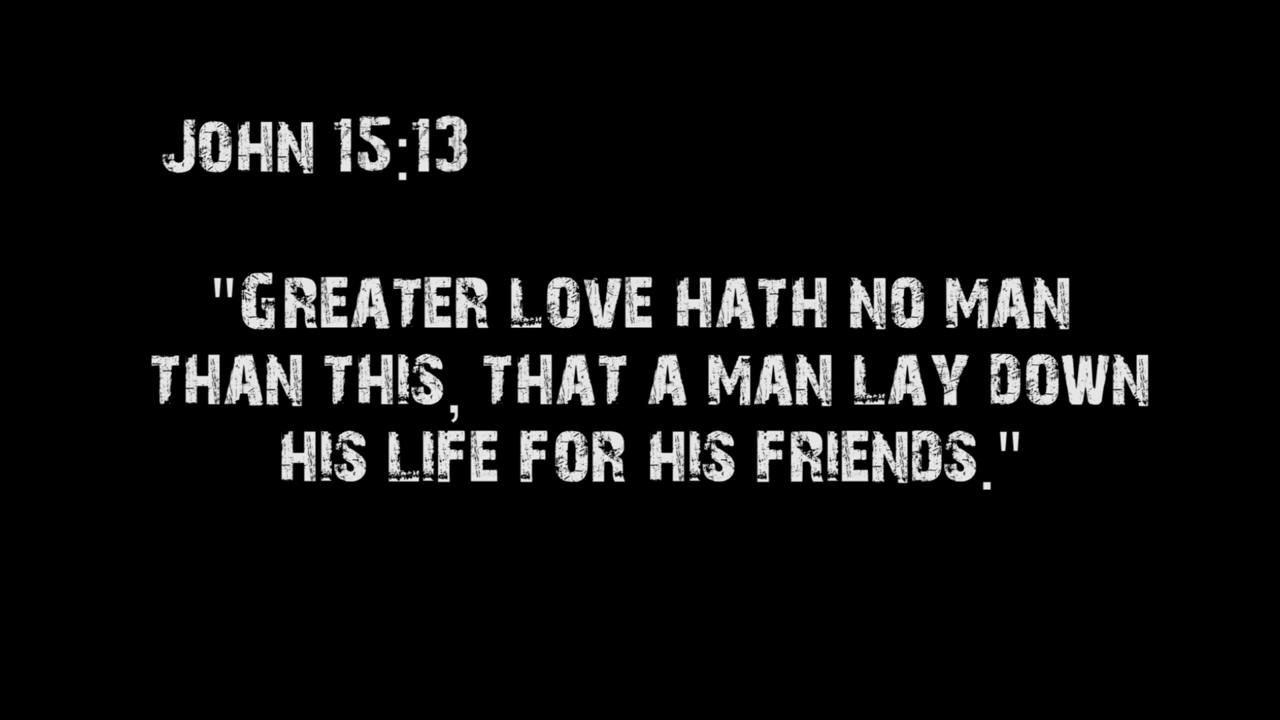 John 15:13
"Greater love hath no man
than this, that a man lay down
his life for his friends."